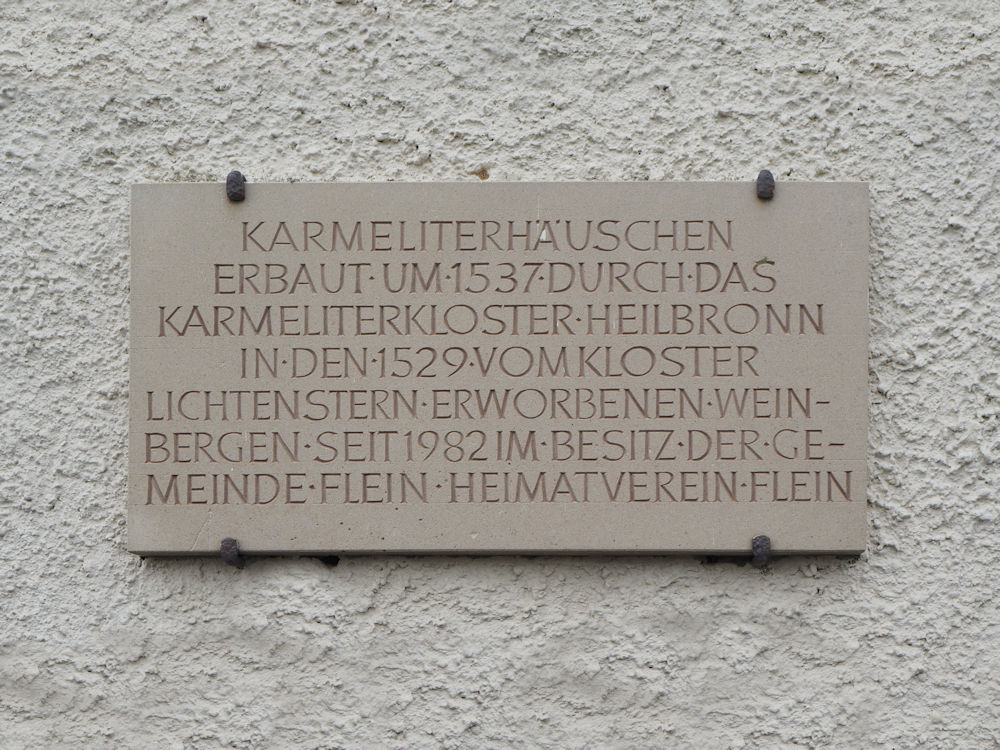 KARMELITERHÄUSCHEN
ERBAUT·UM·1537·DURCH·DAS
KARMELITERKLOSTER·HEILBRONN
IN·DEN·1529·VOM KLOSTER
LICHTENSTERN·ERWORBENEN·WEIN-
BERGEN·SEIT 1982 IM·BESITZ·DER·GE-
MEINDE·FLEIN·HEIMATVEREIN·FLEIN